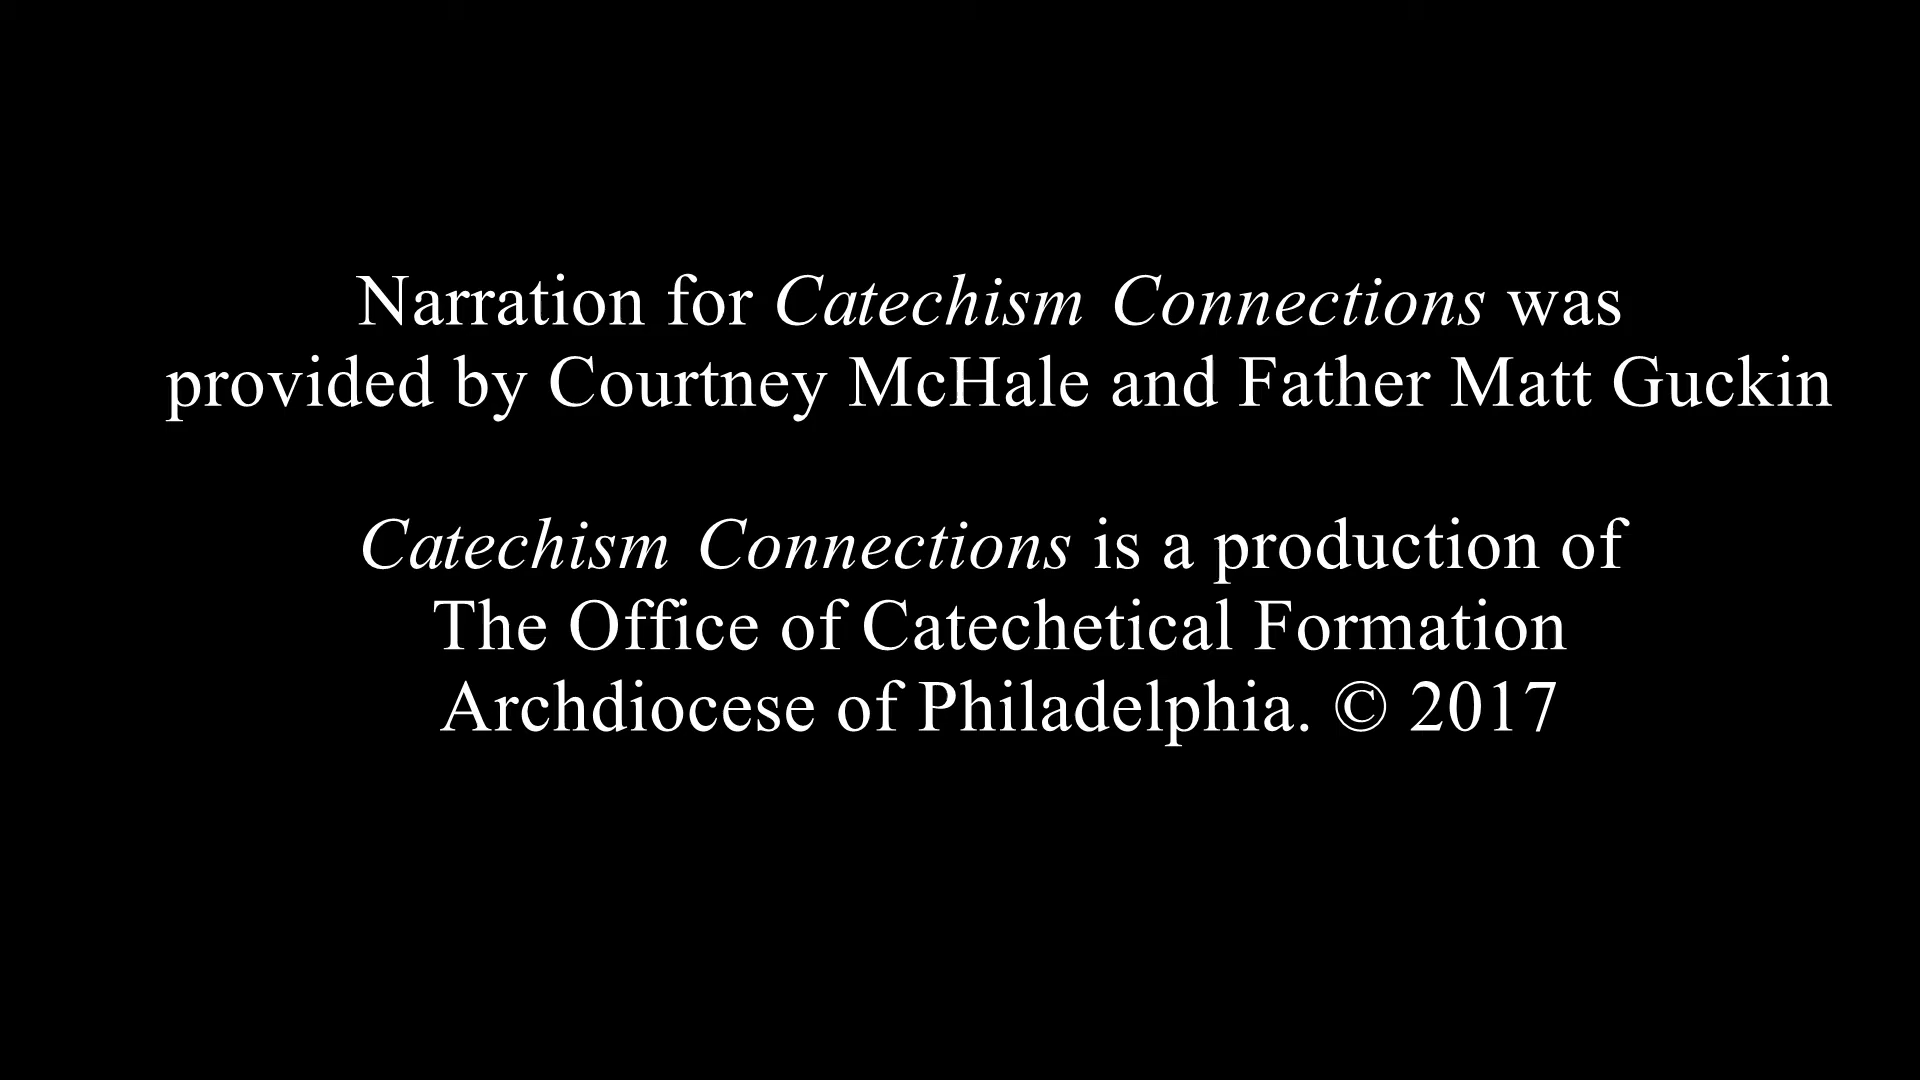 Narration for Catechism Connections was
provided by Courtney McHale and Father Matt Guckin
Catechism Connections is a production of
The Office of Catechetical Formation
Archdiocese of Philadelphia. © 2017